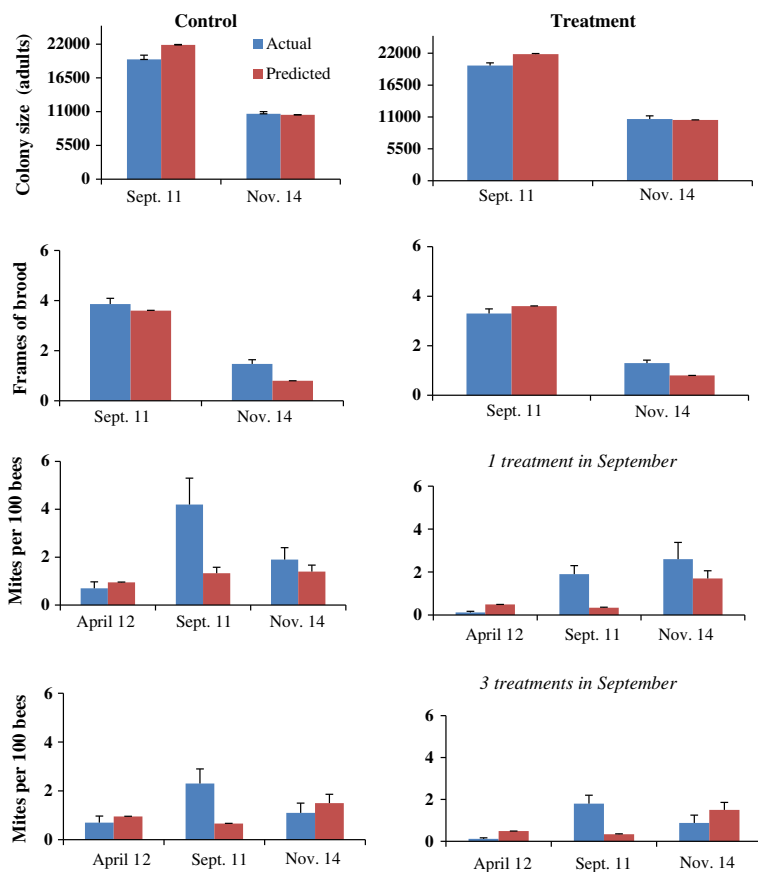 Control
Treatment
Colony size (adults)
22000
16500
11000
5500
0
Actual
Predicted
Sept. 11
Nov. 14
22000
16500
11000
5500
0
Sept. 11
Nov. 14
Frames of brood
6
4
2
0
Sept. 11
Nov. 14
6
4
2
0
Sept. 11
Nov. 14
Mites per 100 bees
6
4
2
0
April 12
Sept. 11
Nov. 14
1 treatment in September
6
4
2
0
April 12
Sept. 11
Nov. 14
Mites per 100 bees
6
4
2
0
April 12
Sept. 11
Nov. 14
3 treatments in September
6
4
2
0
April 12
Sept. 11
Nov. 14